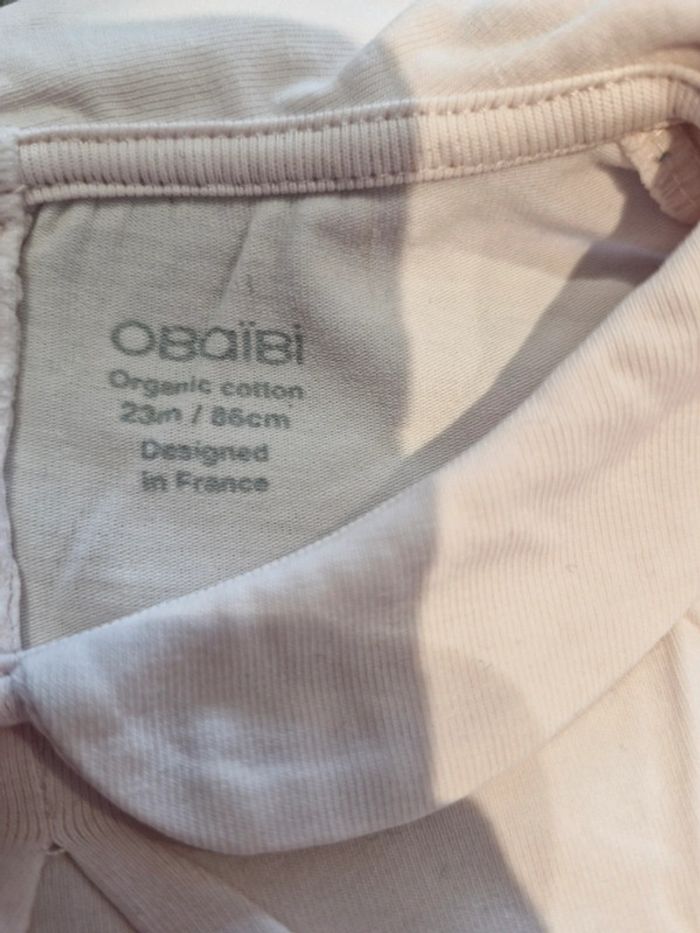 OBaïBi
Organic cotton
23m / 86cm
Designed
in France